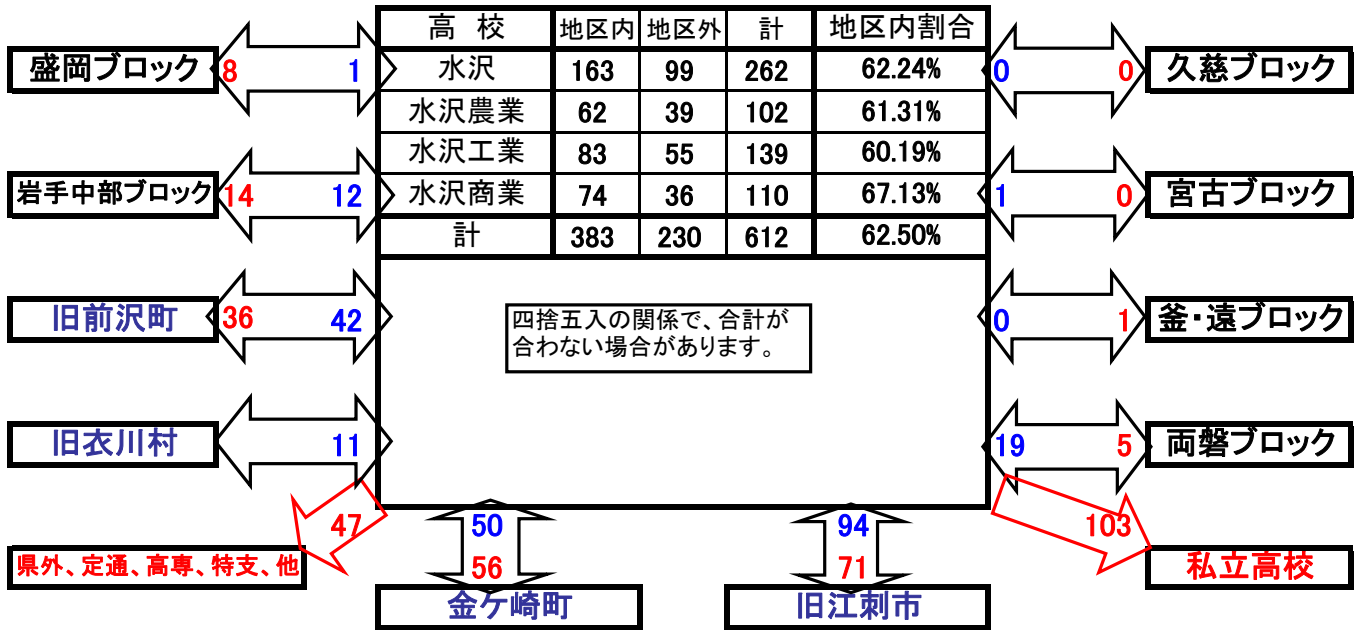 高 校 地区内 地区外 計 地区内割合
水沢 163 99 262 62.24%
水沢農業 62 39 102 61.31%
水沢工業 83 55 139 60.19%
水沢商業 74 36 110 67.13%
計 383 230 612 62.50%
四捨五入の関係で、合計が
合わない場合があります。
盛岡ブロック 8 1
岩手中部ブロック 14 12
旧前沢町 36 42
旧衣川村 11
47
県外、定通、高専、特支、他
50
56
金ケ崎町
94
71
旧江刺市
0 0 久慈ブロック
1 0 宮古ブロック
0 1 釜・遠ブロック
19 5 両磐ブロック
103
私立高校